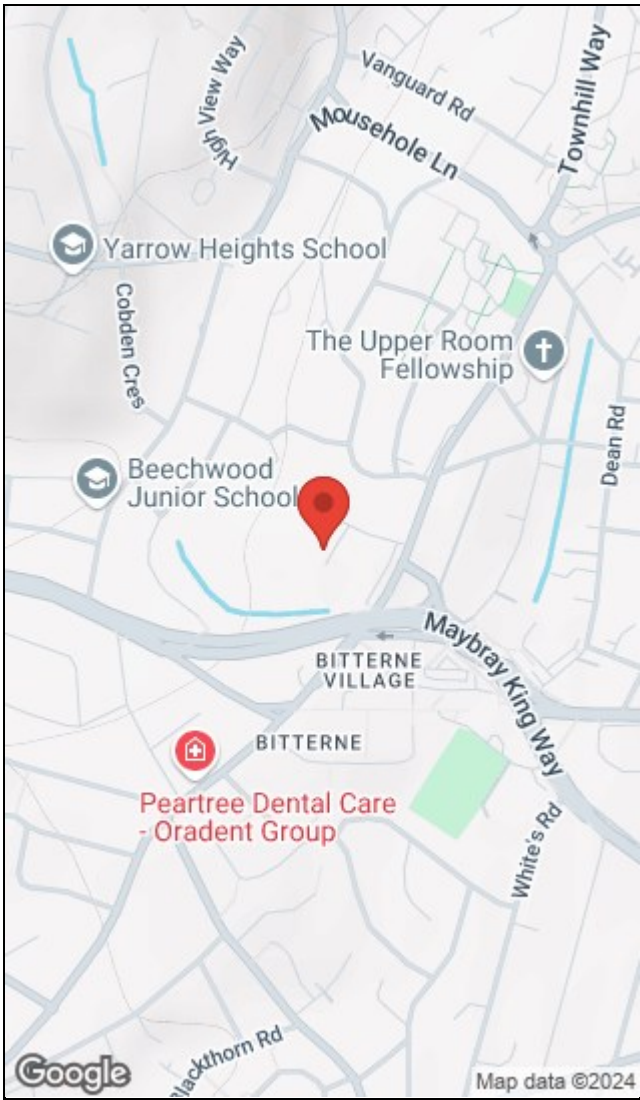 High View Way
Vanguard Rd
Mousehole Ln
Townhill Way
Yarrow Heights School
Cobden Cres
The Upper Room
Fellowship
Dean Rd
Beechwood
Junior School
Maybray King Way
BITTERNE
VILLAGE
BITTERNE
Peartree Dental Care
- Oradent Group
White's Rd
Blackthorn Rd
Google
Map data ©2024